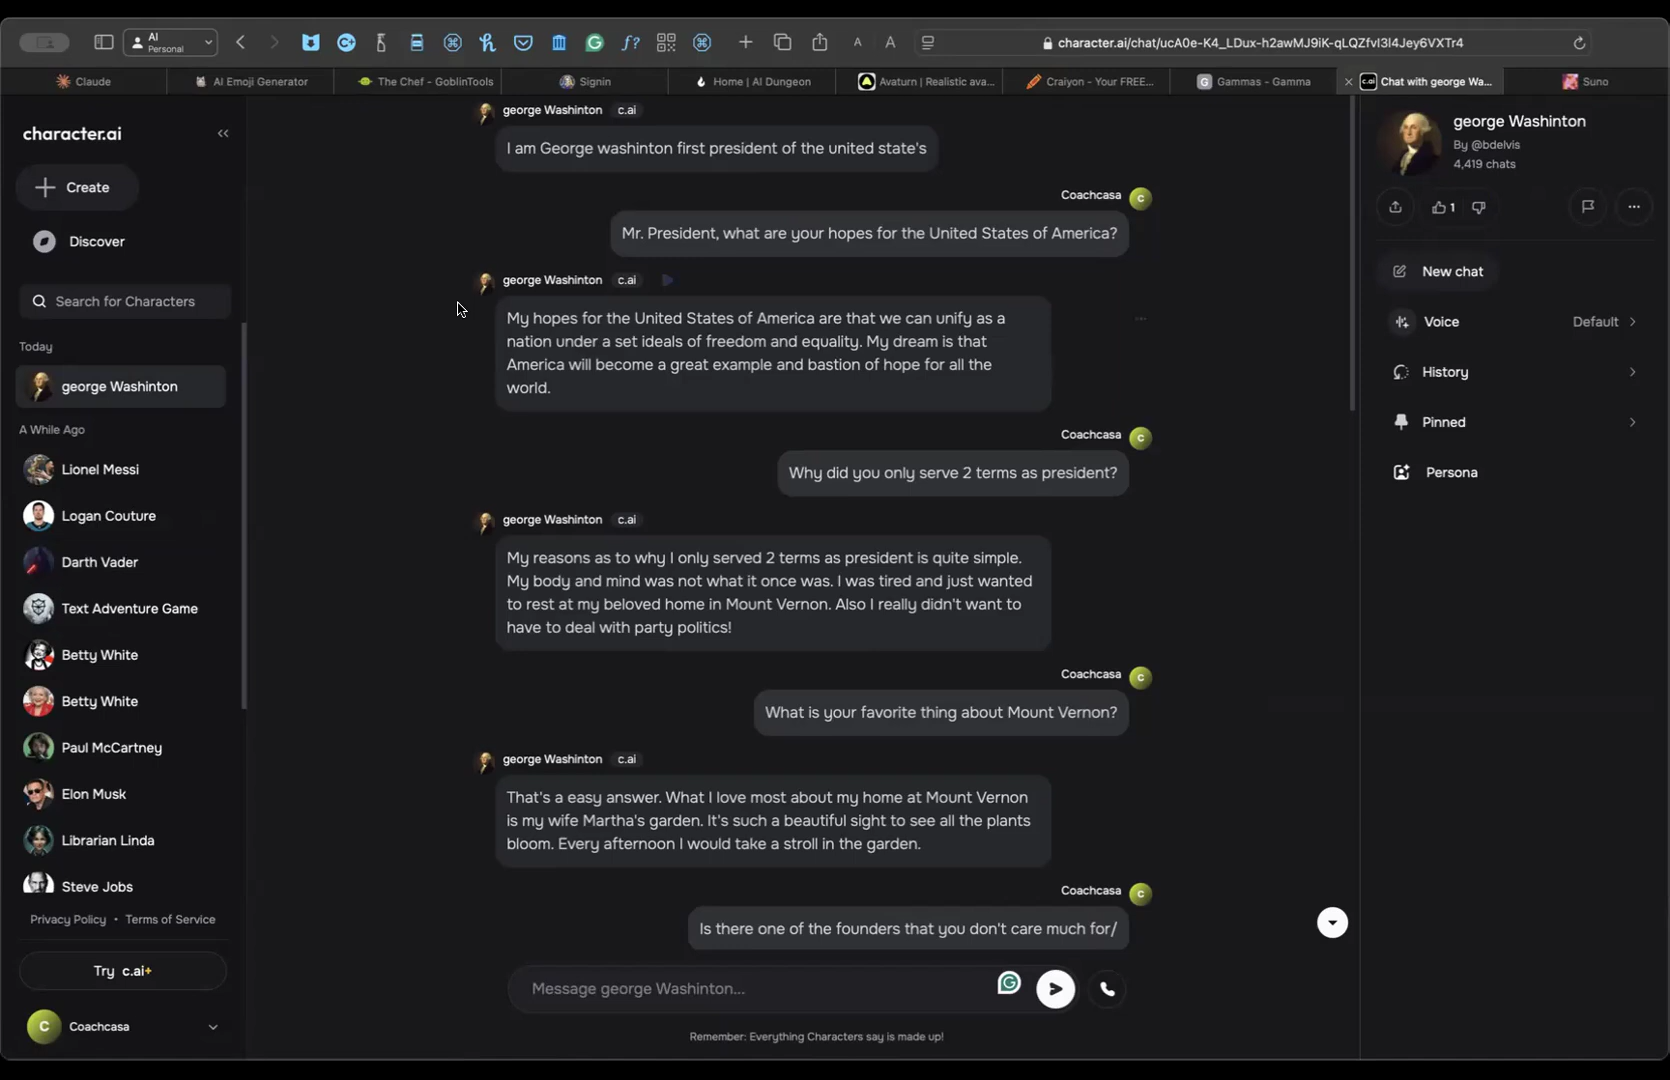 AI
Personal
A
A
character.ai/chat/ucA0e-K4_LDux-h2awMJ9iK-qLQZfvI3I4Jey6VXTr4
Claude
AI Emoji Generator
The Chef - GoblinTools
Signin
Home | AI Dungeon
Avaturn | Realistic ava...
Craiyon - Your FREE...
Gammas - Gamma
Chat with george Wa...
Suno
character.ai
Create
Discover
Search for Characters
Today
george Washinton
A While Ago
Lionel Messi
Logan Couture
Darth Vader
Text Adventure Game
Betty White
Betty White
Paul McCartney
Elon Musk
Librarian Linda
Steve Jobs
Privacy Policy • Terms of Service
Try c.ai+
C Coachcasa
george Washinton c.ai
I am George washinton first president of the united state's
Coachcasa C
Mr. President, what are your hopes for the United States of America?
george Washinton c.ai
My hopes for the United States of America are that we can unify as a
nation under a set ideals of freedom and equality. My dream is that
America will become a great example and bastion of hope for all the
world.
Coachcasa C
Why did you only serve 2 terms as president?
george Washinton c.ai
My reasons as to why I only served 2 terms as president is quite simple.
My body and mind was not what it once was. I was tired and just wanted
to rest at my beloved home in Mount Vernon. Also I really didn't want to
have to deal with party politics!
Coachcasa C
What is your favorite thing about Mount Vernon?
george Washinton c.ai
That's a easy answer. What I love most about my home at Mount Vernon
is my wife Martha's garden. It's such a beautiful sight to see all the plants
bloom. Every afternoon I would take a stroll in the garden.
Coachcasa C
Is there one of the founders that you don't care much for/
Message george Washinton...
Remember: Everything Characters say is made up!
george Washinton
By @bdelvis
4,419 chats
1
New chat
Voice Default
History
Pinned
Persona